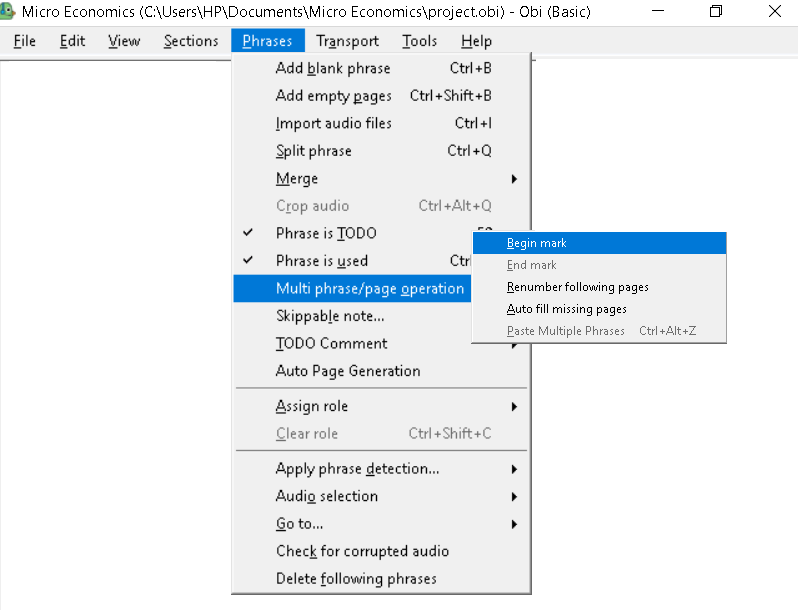 Micro Economics (C:\Users\HP\Documents\Micro Economics\project.obi) - Obi (Basic)
File Edit View Sections Phrases Transport Tools Help
Add blank phrase Ctrl+B
Add empty pages Ctrl+Shift+B
Import audio files Ctrl+I
Split phrase Ctrl+Q
Merge
Crop audio Ctrl+Alt+Q
Phrase is TODO
Phrase is used Ctrl
Multi phrase/page operation
Skippable note...
TODO Comment
Auto Page Generation
Assign role
Clear role Ctrl+Shift+C
Apply phrase detection...
Audio selection
Go to...
Check for corrupted audio
Delete following phrases
Begin mark
End mark
Renumber following pages
Auto fill missing pages
Paste Multiple Phrases Ctrl+Alt+Z